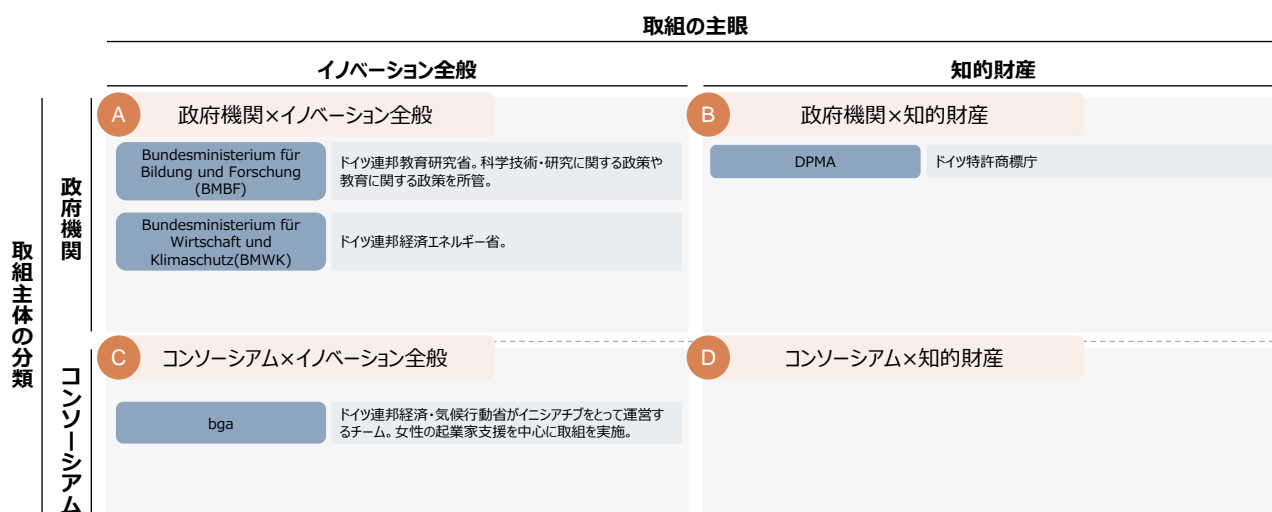 取組の主眼
イノベーション全般
知的財産
取組主体の分類
政府機関
A
政府機関×イノベーション全般
Bundesministerium für
Bildung und Forschung
(BMBF)
ドイツ連邦教育研究省。科学技術・研究に関する政策や
教育に関する政策を所管。
Bundesministerium für
Wirtschaft und
Klimaschutz(BMWK)
ドイツ連邦経済エネルギー省。
B
政府機関×知的財産
DPMA
ドイツ特許商標庁
コンソーシアム
C
コンソーシアム×イノベーション全般
bga
ドイツ連邦経済・気候行動省がイニシアチブをとって運営す
るチーム。女性の起業家支援を中心に取組を実施。
D
コンソーシアム×知的財産